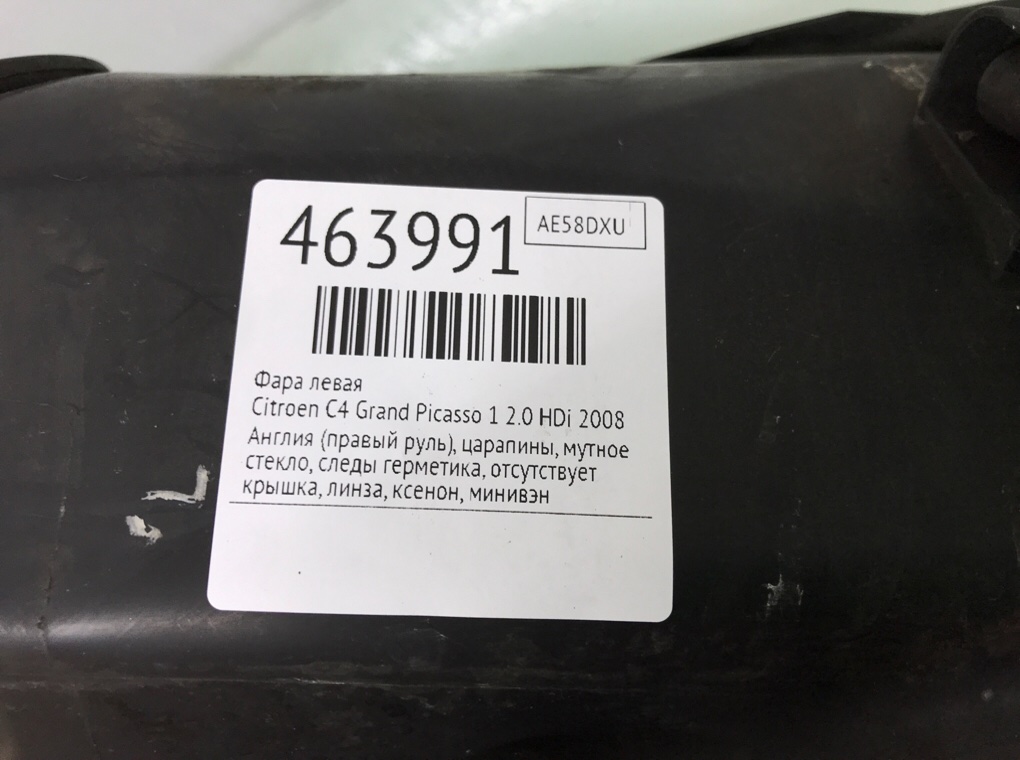 463991
AE58DXU
Фара левая
Citroen C4 Grand Picasso 1 2.0 HDi 2008
Англия (правый руль), царапины, мутное
стекло, следы герметика, отсутствует
крышка, линза, ксенон, минивэн